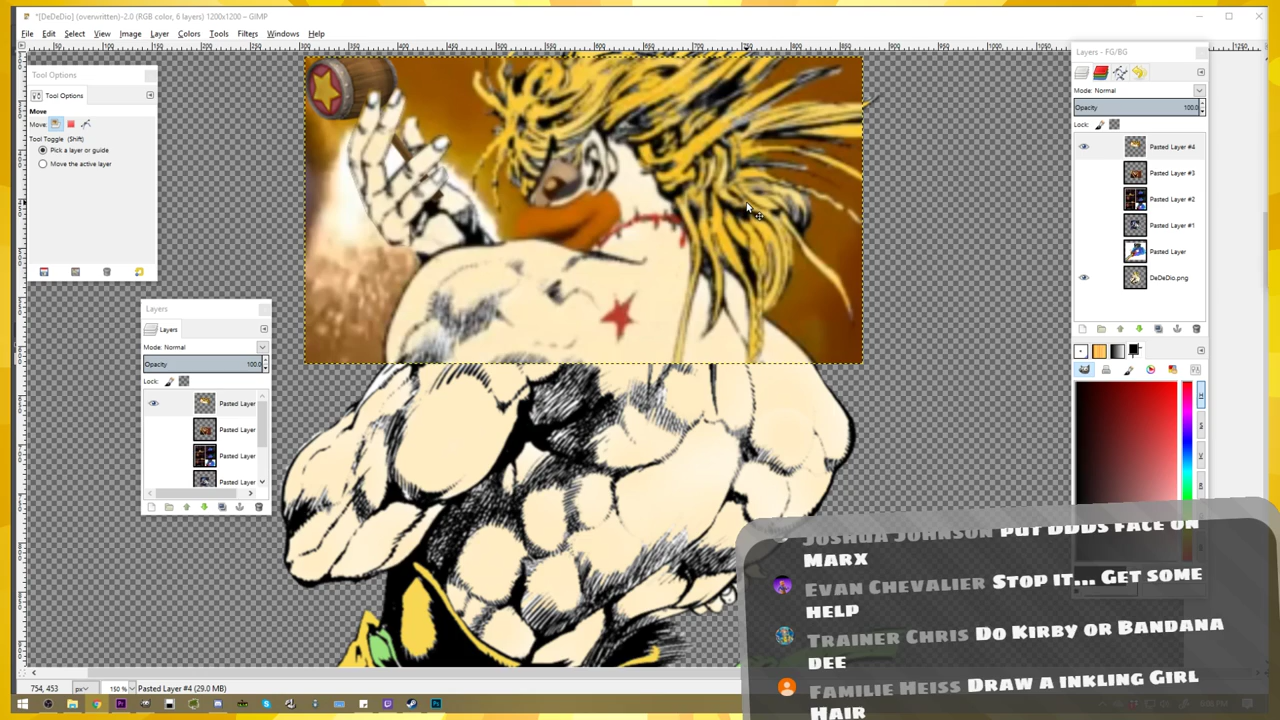 *[DeDeDio] (overwritten)-2.0 (RGB color, 6 layers) 1200x1200 – GIMP
File Edit Select View Image Layer Colors Tools Filters Windows Help
Tool Options
Tool Options
Move
Move:
Tool Toggle (Shift)
Pick a layer or guide
Move the active layer
Layers
Layers
Mode: Normal
Opacity 100.0
Lock:
Pasted Layer
Pasted Layer
Pasted Layer
Pasted Layer
Layers - FG/BG
Mode: Normal
Opacity 100.0
Lock:
Pasted Layer #4
Pasted Layer #3
Pasted Layer #2
Pasted Layer #1
Pasted Layer
DeDeDio.png
Joshua Johnson put DDDs face on
Marx
Evan Chevalier Stop it... Get some
help
Trainer Chris Do Kirby or Bandana
Dee
Familie Heiss Draw a inkling Girl
Hair
754, 453 px 150 % Pasted Layer #4 (29.0 MB)